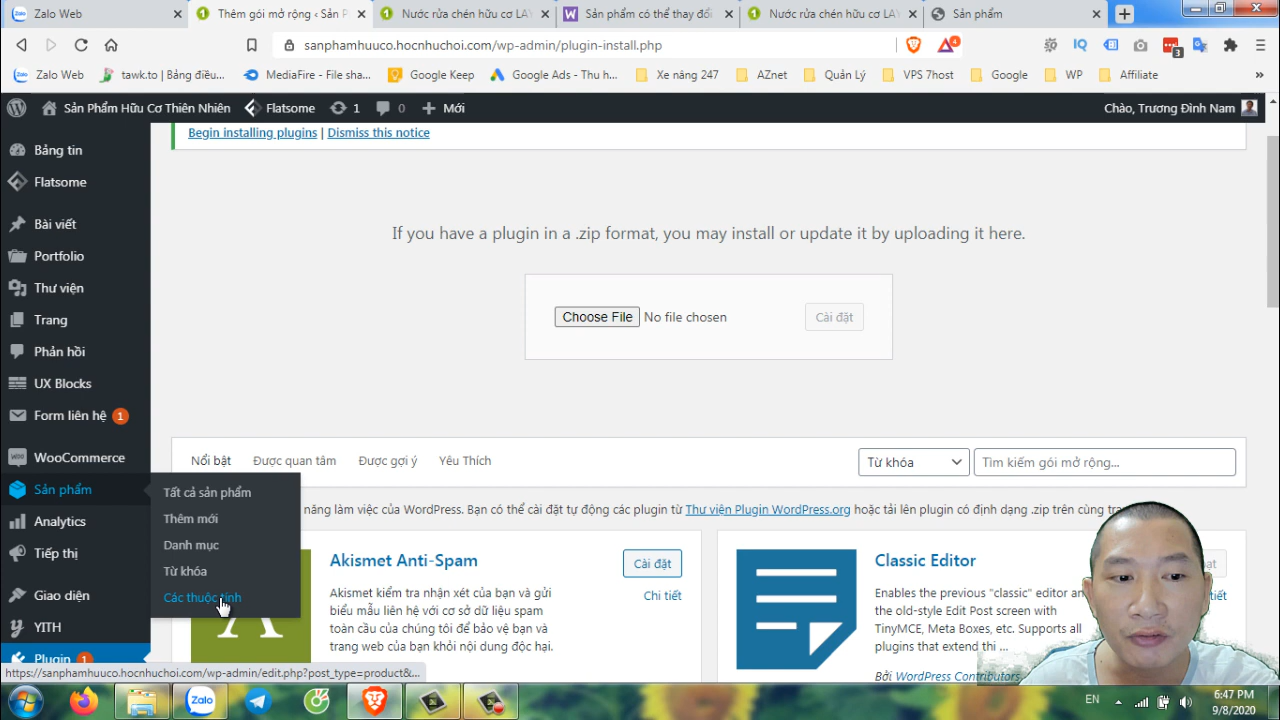 Zalo Web
Thêm gói mở rộng ‹ Sản P
Nước rửa chén hữu cơ LA
Sản phẩm có thể thay đổi
Nước rửa chén hữu cơ LA
Sản phẩm
sanphamhuuco.hocnhuchoi.com/wp-admin/plugin-install.php
4
IQ
3
Zalo Web
tawk.to | Bảng điều...
MediaFire - File sha...
Google Keep
Google Ads - Thu h...
Xe nâng 247
AZnet
Quản Lý
VPS 7host
Google
WP
Affiliate
»
Sản Phẩm Hữu Cơ Thiên Nhiên
Flatsome
1
0
Mới
Chào, Trương Đình Nam
Begin installing plugins | Dismiss this notice
Bảng tin
Flatsome
Bài viết
Portfolio
Thư viện
Trang
Phản hồi
UX Blocks
Form liên hệ 1
WooCommerce
Sản phẩm
Analytics
Tiếp thị
Giao diện
YITH
Plugin 1
Tất cả sản phẩm
Thêm mới
Danh mục
Từ khóa
Các thuộc tính
If you have a plugin in a .zip format, you may install or update it by uploading it here.
Choose File No file chosen
Cài đặt
Nổi bật
Được quan tâm
Được gợi ý
Yêu Thích
Từ khóa
Tìm kiếm gói mở rộng...
năng làm việc của WordPress. Bạn có thể cài đặt tự động các plugin từ Thư viện Plugin WordPress.org hoặc tải lên plugin có định dạng .zip trên cùng
Akismet Anti-Spam
Cài đặt
Chi tiết
Akismet kiểm tra nhận xét của bạn và gửi
biểu mẫu liên hệ với cơ sở dữ liệu spam
toàn cầu của chúng tôi để bảo vệ bạn và
trang web của bạn khỏi nội dung độc hại.
Classic Editor
Enables the previous "classic" editor and
the old-style Edit Post screen with
TinyMCE, Meta Boxes, etc. Supports all
plugins that extend thi ...
Bởi WordPress Contributors
https://sanphamhuuco.hocnhuchoi.com/wp-admin/edit.php?post_type=product&...
Zalo
EN
6:47 PM
9/8/2020